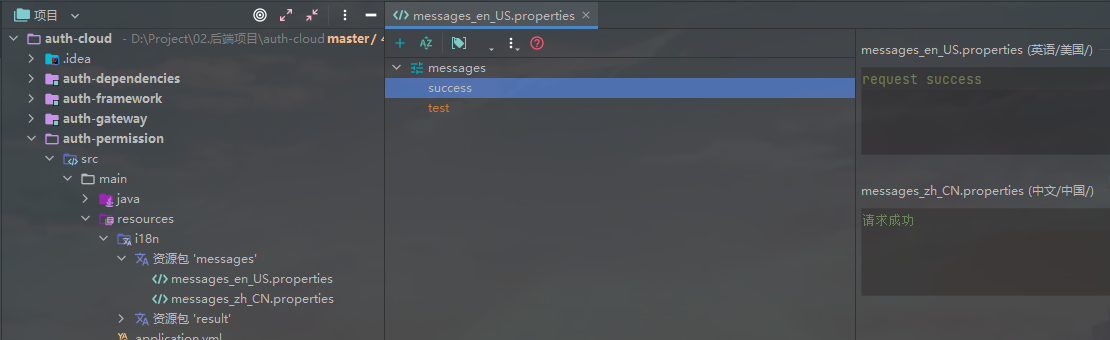 项目
auth-cloud - D:\Project\02.后端项目\auth-cloud master /
.idea
auth-dependencies
auth-framework
auth-gateway
auth-permission
src
main
java
resources
i18n
资源包 'messages'
messages_en_US.properties
messages_zh_CN.properties
资源包 'result'
application.yml
messages_en_US.properties
messages
success
test
messages_en_US.properties (英语/美国/)
request success
messages_zh_CN.properties (中文/中国/)
请求成功